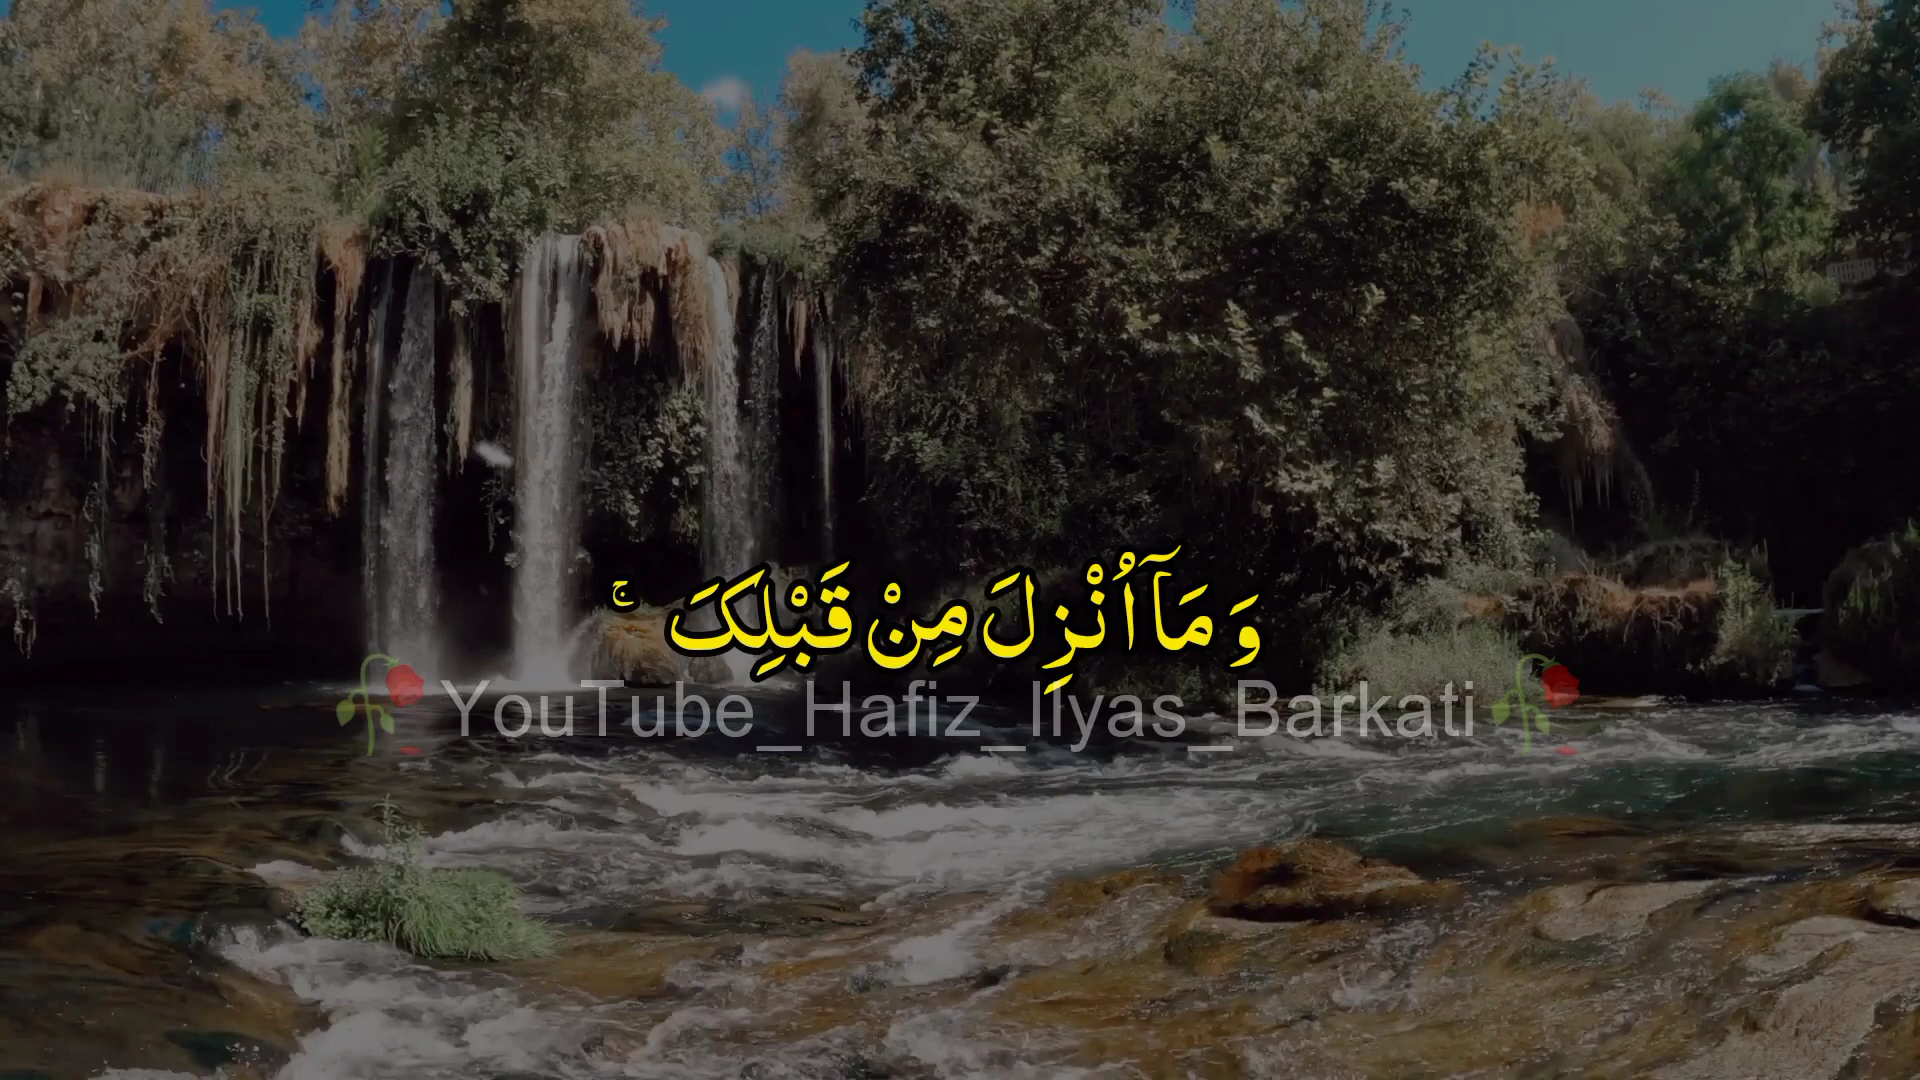 وَ مَاۤ اُنْزِلَ مِنْ قَبْلِكَ ۚ
🥀YouTube_Hafiz_Ilyas_Barkati🥀